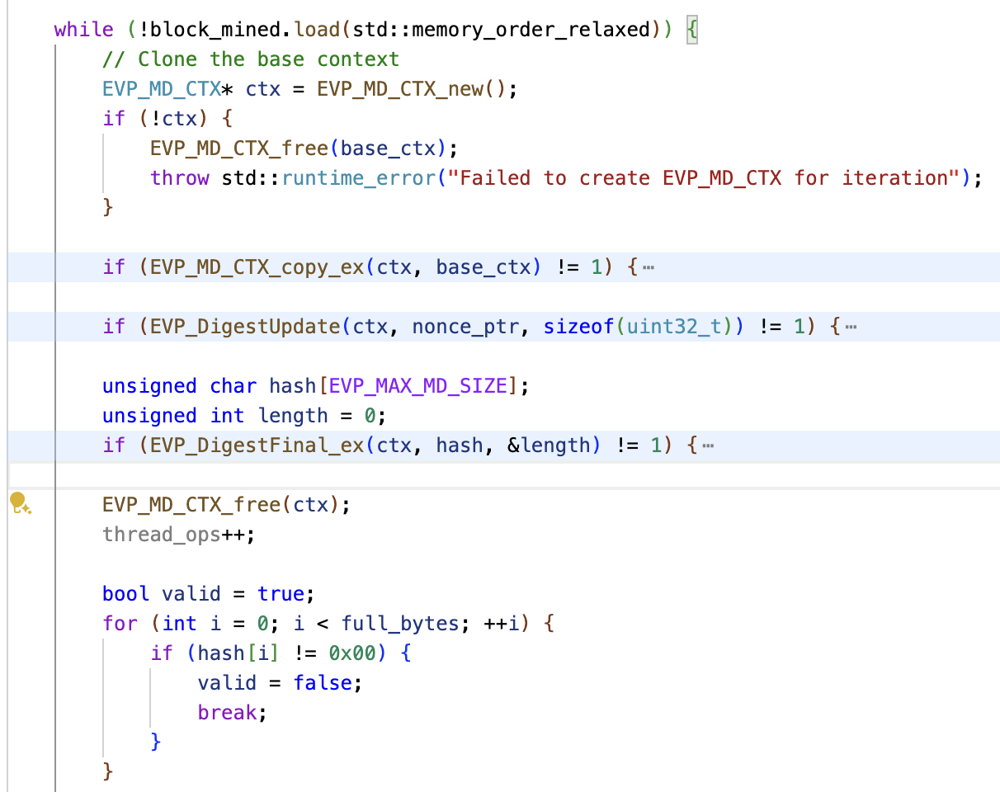 while (!block_mined.load(std::memory_order_relaxed)) {
// Clone the base context
EVP_MD_CTX* ctx = EVP_MD_CTX_new();
if (!ctx) {
EVP_MD_CTX_free(base_ctx);
throw std::runtime_error("Failed to create EVP_MD_CTX for iteration");
}
if (EVP_MD_CTX_copy_ex(ctx, base_ctx) != 1) {⋯
if (EVP_DigestUpdate(ctx, nonce_ptr, sizeof(uint32_t)) != 1) {⋯
unsigned char hash[EVP_MAX_MD_SIZE];
unsigned int length = 0;
if (EVP_DigestFinal_ex(ctx, hash, &length) != 1) {⋯
EVP_MD_CTX_free(ctx);
thread_ops++;
bool valid = true;
for (int i = 0; i < full_bytes; ++i) {
if (hash[i] != 0x00) {
valid = false;
break;
}
}